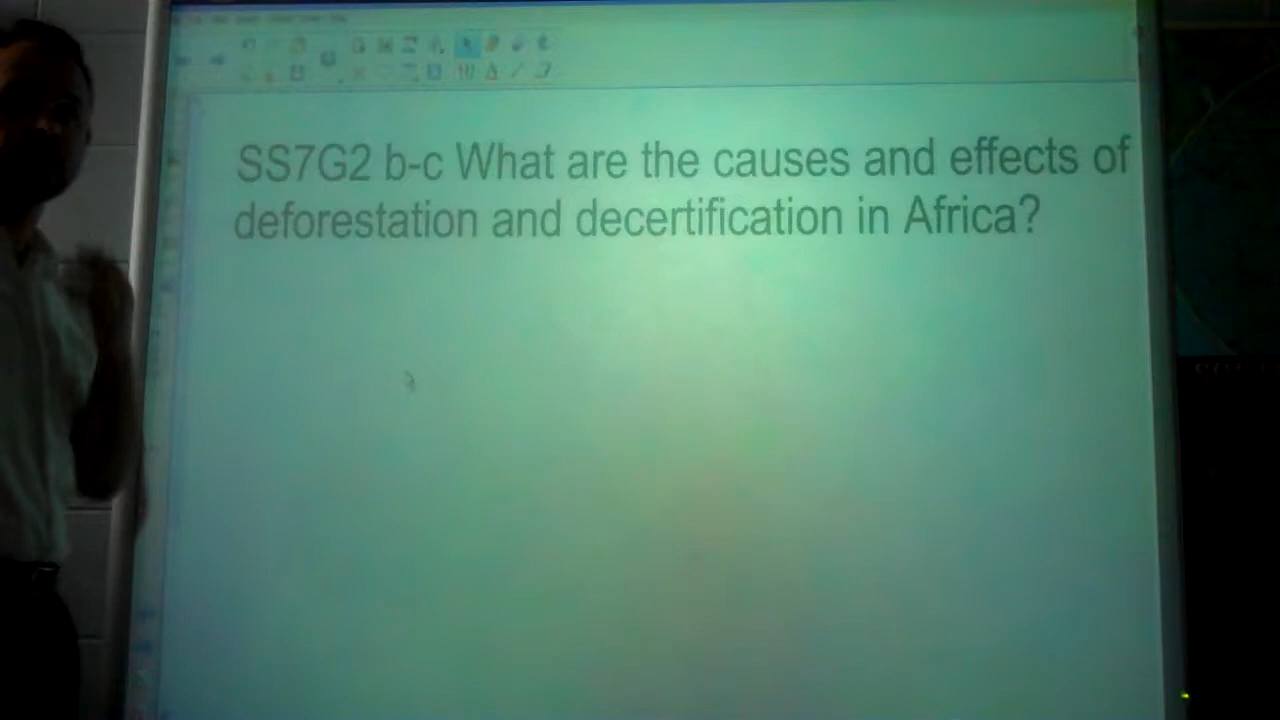 SS7G2 b-c What are the causes and effects of
deforestation and decertification in Africa?